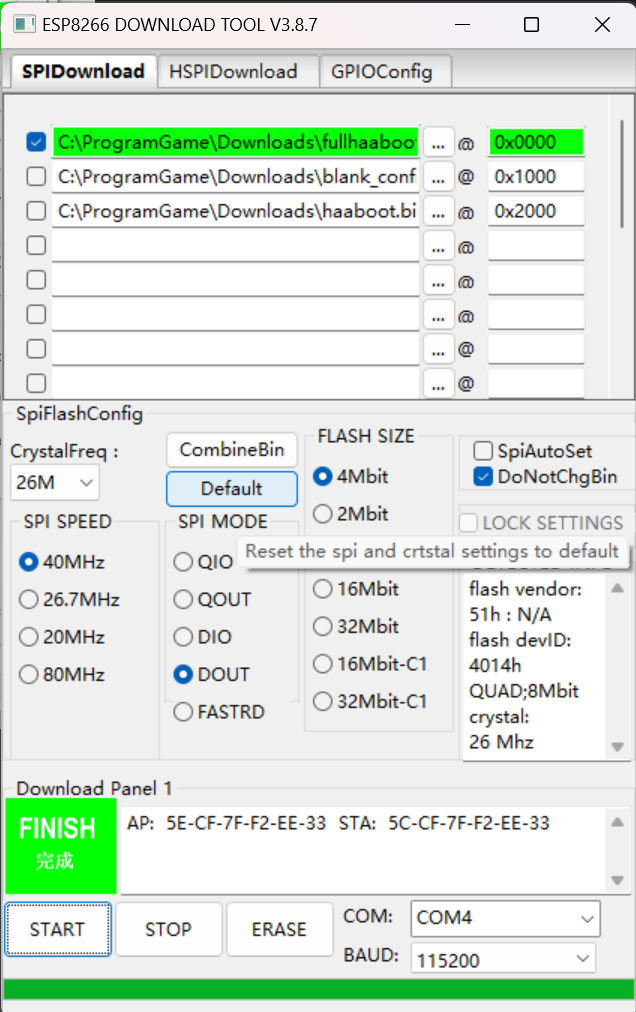 ESP8266 DOWNLOAD TOOL V3.8.7
SPIDownload HSPIDownload GPIOConfig
C:\ProgramGame\Downloads\fullhaaboo ... @ 0x0000
C:\ProgramGame\Downloads\blank_conf ... @ 0x1000
C:\ProgramGame\Downloads\haaboot.bi ... @ 0x2000
... @
... @
... @
... @
... @
SpiFlashConfig
CrystalFreq :
26M
CombineBin
Default
SPI SPEED
40MHz
26.7MHz
20MHz
80MHz
SPI MODE
QIO
QOUT
DIO
DOUT
FASTRD
FLASH SIZE
4Mbit
2Mbit
16Mbit
32Mbit
16Mbit-C1
32Mbit-C1
SpiAutoSet
DoNotChgBin
LOCK SETTINGS
Reset the spi and crtstal settings to default
flash vendor:
51h : N/A
flash devID:
4014h
QUAD;8Mbit
crystal:
26 Mhz
Download Panel 1
FINISH
完成
AP: 5E-CF-7F-F2-EE-33 STA: 5C-CF-7F-F2-EE-33
START STOP ERASE
COM: COM4
BAUD: 115200